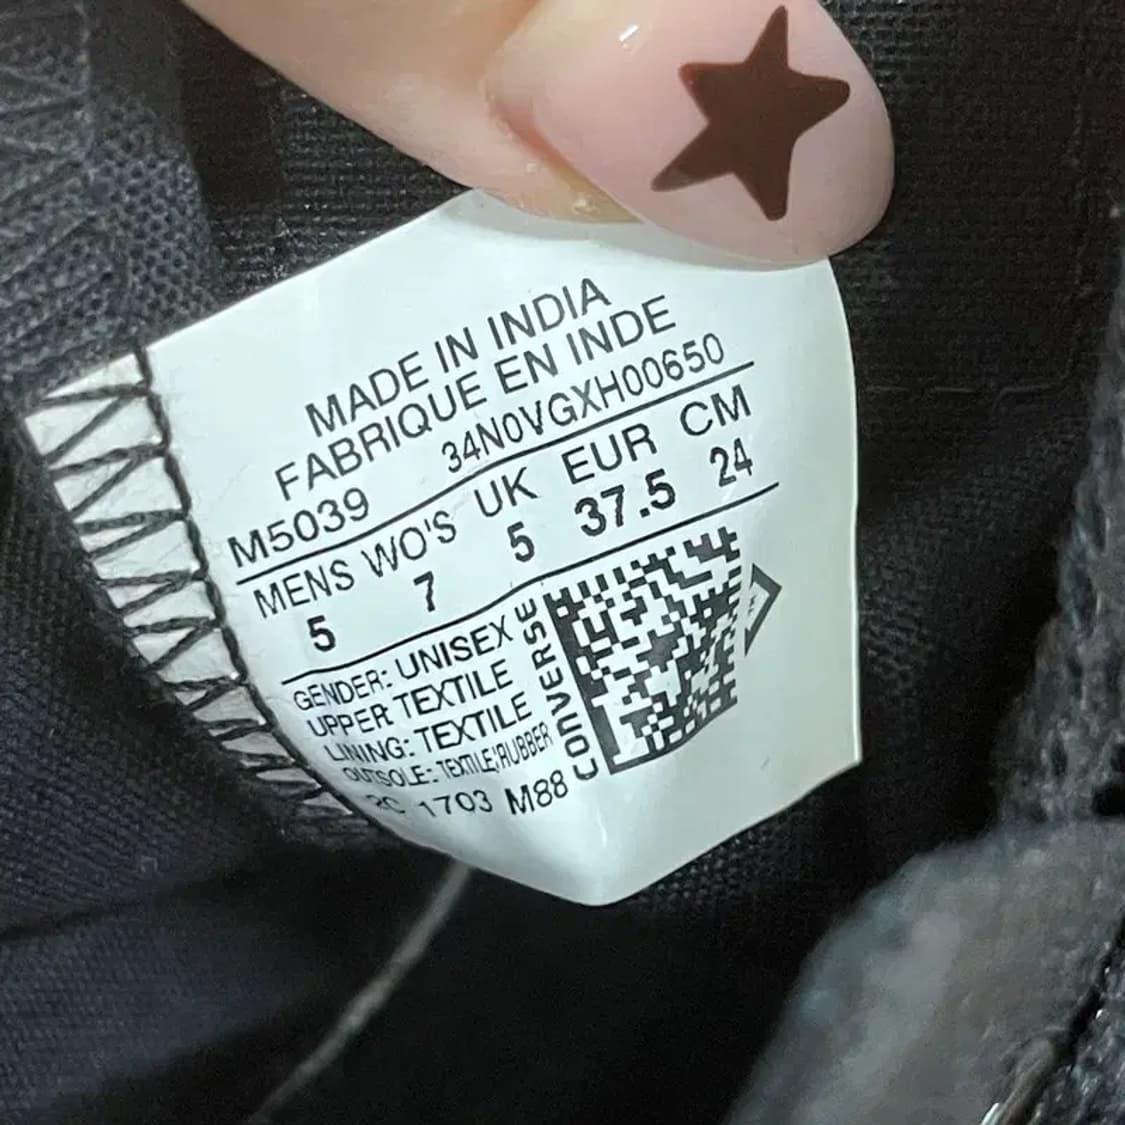 MADE IN INDIA
FABRIQUE EN INDE
M5039 34N0VGXH00650
MENS WO'S UK EUR CM
5 7 5 37.5 24
GENDER: UNISEX
UPPER: TEXTILE
LINING: TEXTILE
OUTSOLE: TEXTILE/RUBBER
1703 M88
CONVERSE